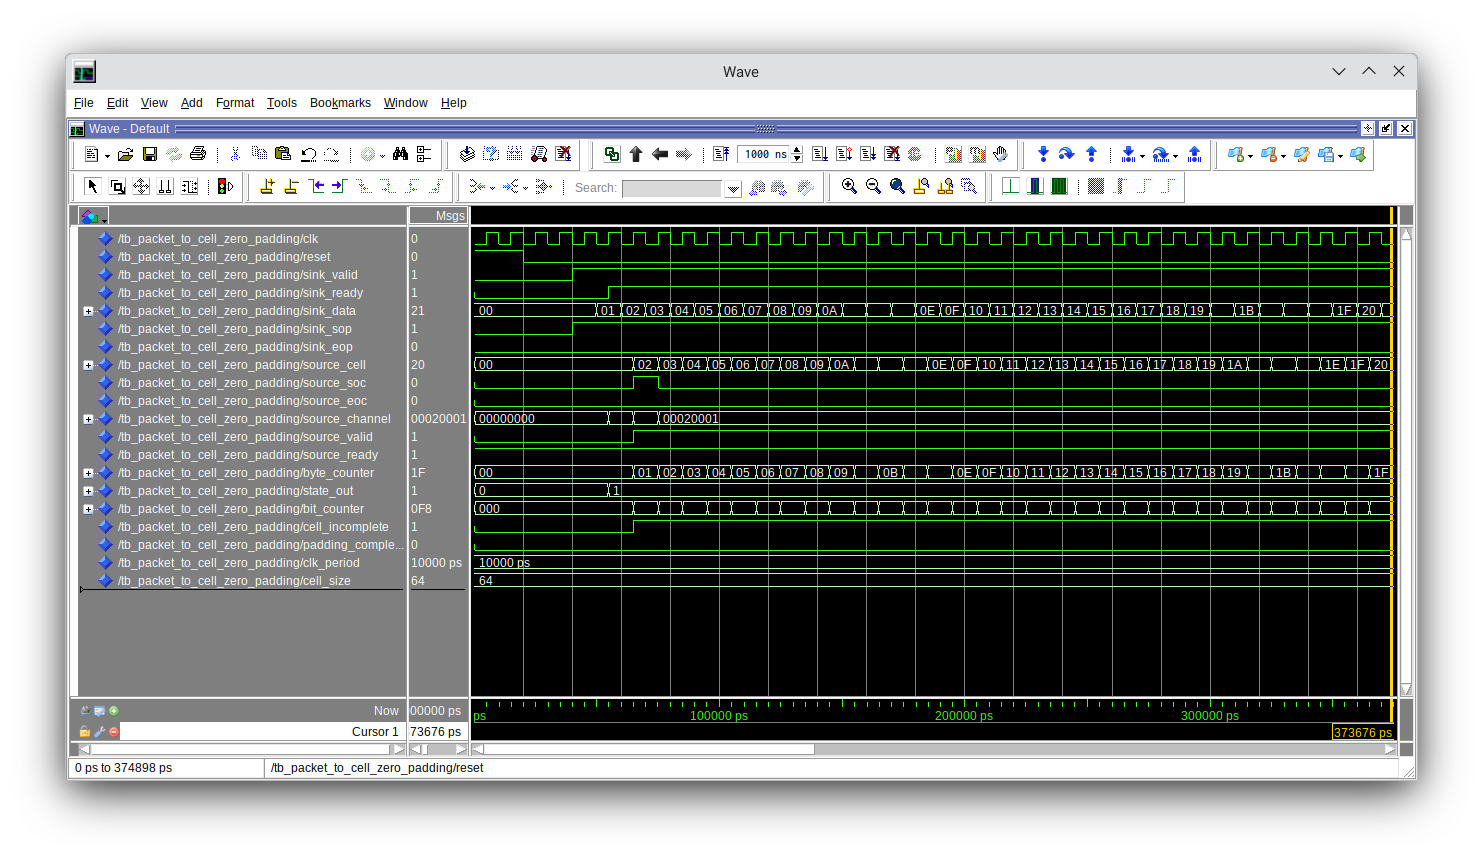 Wave
File Edit View Add Format Tools Bookmarks Window Help
Wave - Default
1000 ns
Search:
Msgs
/tb_packet_to_cell_zero_padding/clk 0
/tb_packet_to_cell_zero_padding/reset 0
/tb_packet_to_cell_zero_padding/sink_valid 1
/tb_packet_to_cell_zero_padding/sink_ready 1
/tb_packet_to_cell_zero_padding/sink_data 21 00 01 02 03 04 05 06 07 08 09 0A 0E 0F 10 11 12 13 14 15 16 17 18 19 1B 1F 20
/tb_packet_to_cell_zero_padding/sink_sop 1
/tb_packet_to_cell_zero_padding/sink_eop 0
/tb_packet_to_cell_zero_padding/source_cell 20 00 02 03 04 05 06 07 08 09 0A 0E 0F 10 11 12 13 14 15 16 17 18 19 1A 1E 1F 20
/tb_packet_to_cell_zero_padding/source_soc 0
/tb_packet_to_cell_zero_padding/source_eoc 0
/tb_packet_to_cell_zero_padding/source_channel 00020001 00000000 00020001
/tb_packet_to_cell_zero_padding/source_valid 1
/tb_packet_to_cell_zero_padding/source_ready 1
/tb_packet_to_cell_zero_padding/byte_counter 1F 00 01 02 03 04 05 06 07 08 09 0B 0E 0F 10 11 12 13 14 15 16 17 18 19 1B 1F
/tb_packet_to_cell_zero_padding/state_out 1 0 1
/tb_packet_to_cell_zero_padding/bit_counter 0F8 000
/tb_packet_to_cell_zero_padding/cell_incomplete 1
/tb_packet_to_cell_zero_padding/padding_comple... 0
/tb_packet_to_cell_zero_padding/clk_period 10000 ps 10000 ps
/tb_packet_to_cell_zero_padding/cell_size 64 64
Now 00000 ps ps 100000 ps 200000 ps 300000 ps
Cursor 1 73676 ps 373676 ps
0 ps to 374898 ps /tb_packet_to_cell_zero_padding/reset